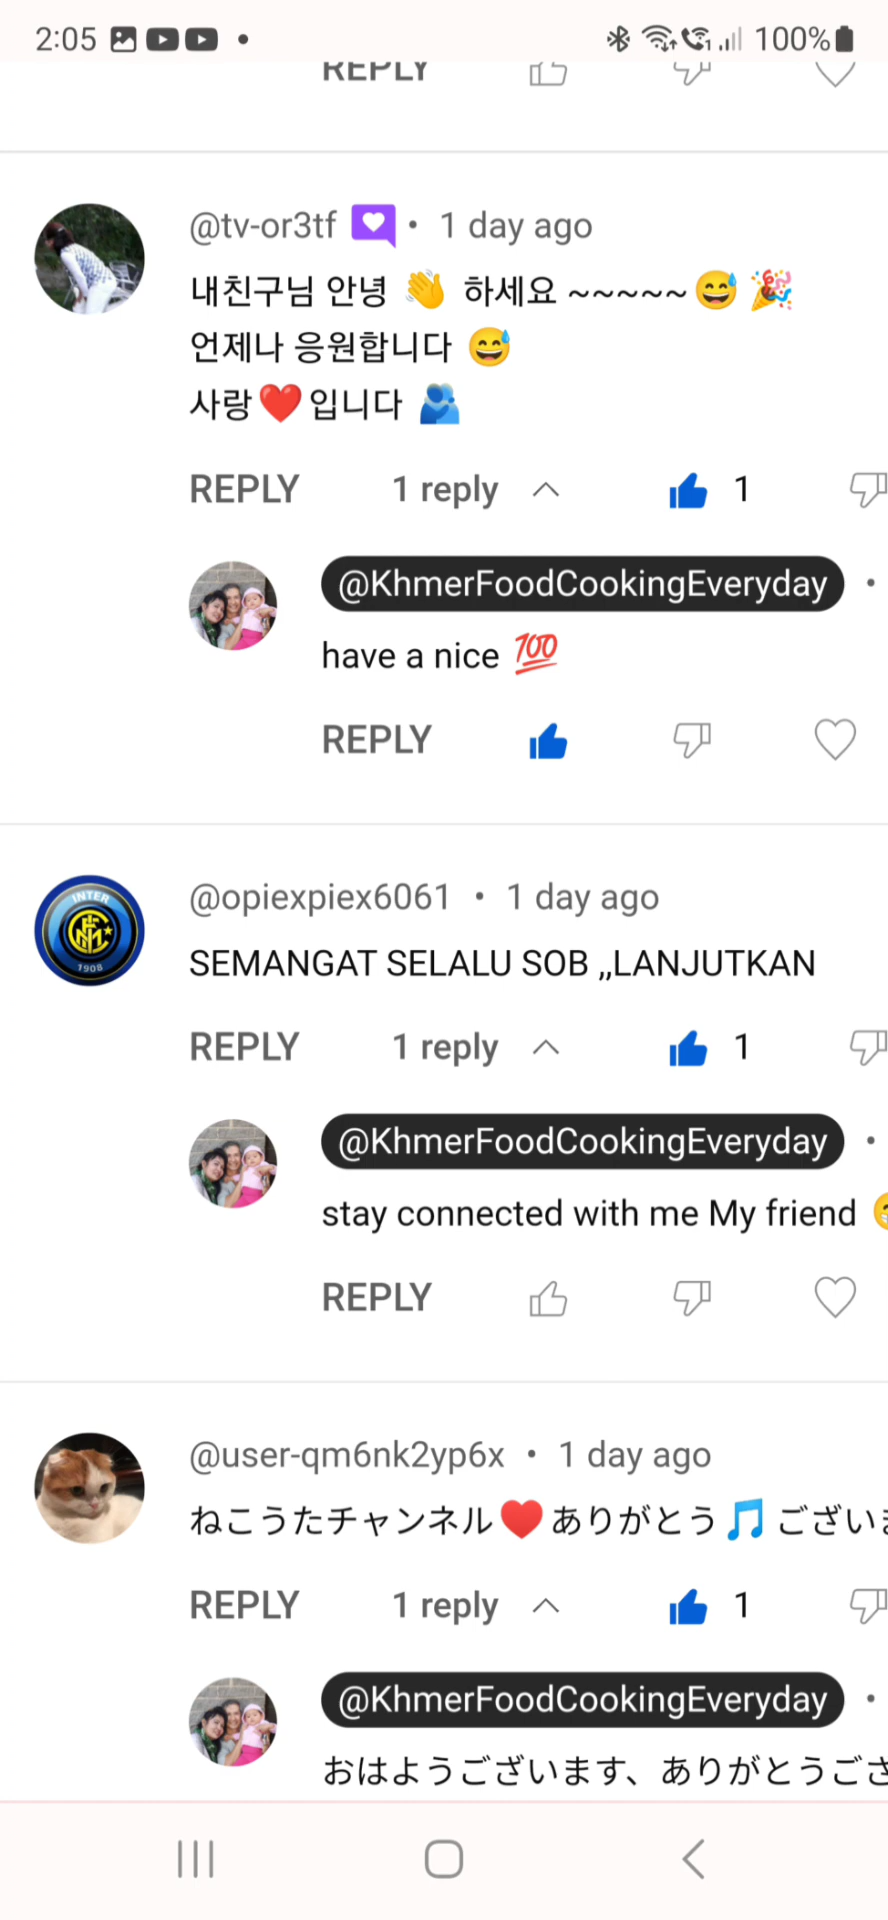 2:05 100%
REPLY
@tv-or3tf • 1 day ago
내친구님 안녕 👋 하세요 ~~~~~😅 🎉
언제나 응원합니다 😅
사랑❤️입니다 🫂
REPLY 1 reply 1
@KhmerFoodCookingEveryday •
have a nice 💯
REPLY
INTER
1908
@opiexpiex6061 • 1 day ago
SEMANGAT SELALU SOB ,,LANJUTKAN
REPLY 1 reply 1
@KhmerFoodCookingEveryday •
stay connected with me My friend
REPLY
@user-qm6nk2yp6x • 1 day ago
ねこうたチャンネル♥️ありがとう🎵ござい
REPLY 1 reply 1
@KhmerFoodCookingEveryday •
おはようございます、ありがとうござ